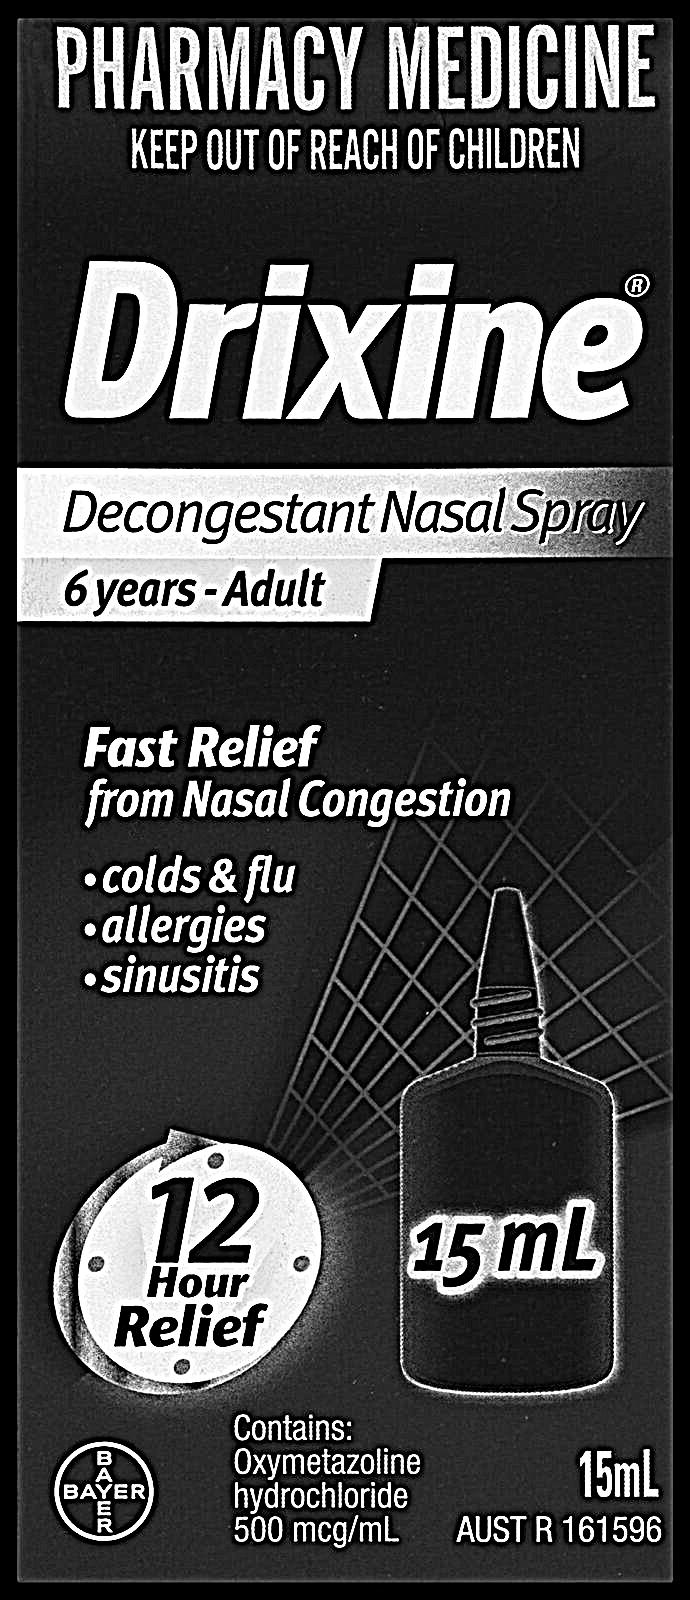 PHARMACY MEDICINE
KEEP OUT OF REACH OF CHILDREN
Drixine®
Decongestant Nasal Spray
6 years - Adult
Fast Relief
from Nasal Congestion
• colds & flu
• allergies
• sinusitis
12
Hour
Relief
15 mL
BAYER
BAYER
Contains:
Oxymetazoline
hydrochloride
500 mcg/mL
15mL
AUST R 161596